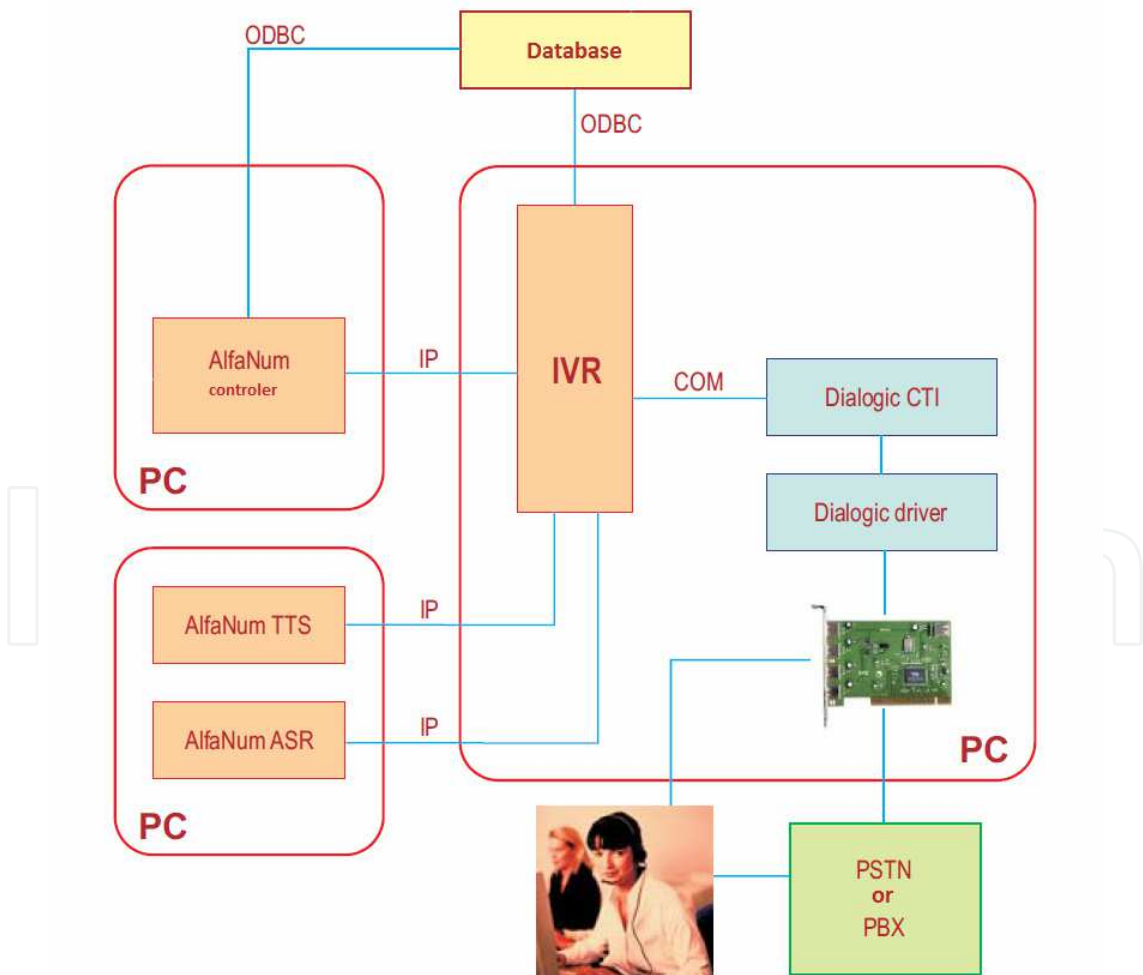 ODBC
Database
ODBC
AlfaNum
controler
IP
IVR
COM
Dialogic CTI
PC
Dialogic driver
AlfaNum TTS
IP
AlfaNum ASR
IP
PC
PC
PSTN
or
PBX